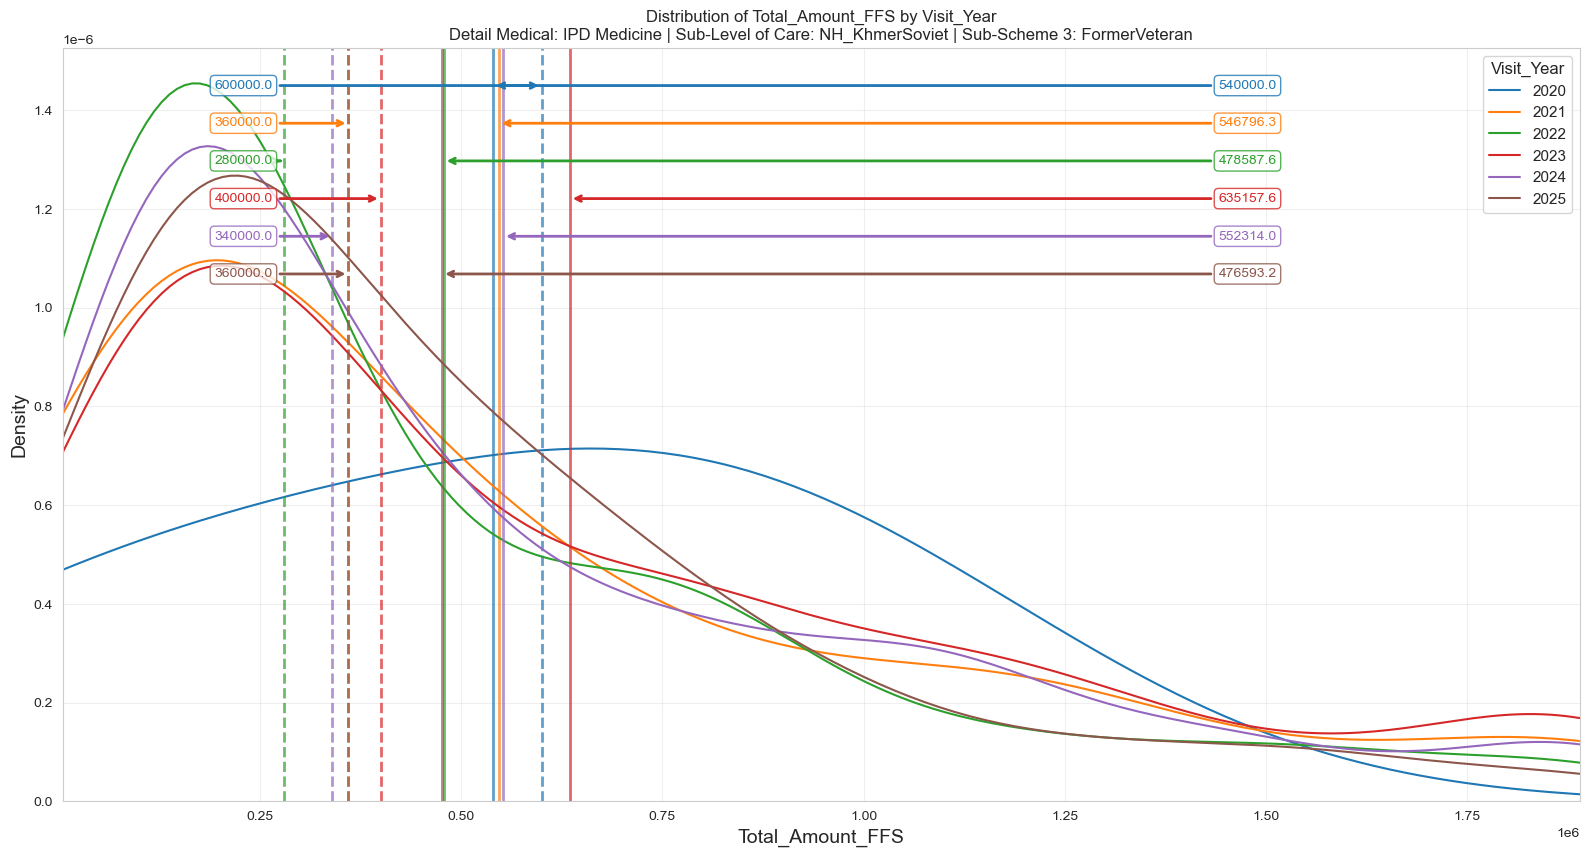 Distribution of Total_Amount_FFS by Visit_Year
Detail Medical: IPD Medicine | Sub-Level of Care: NH_KhmerSoviet | Sub-Scheme 3: FormerVeteran
1e−6
Visit_Year
2020
2021
2022
2023
2024
2025
600000.0 540000.0
360000.0 546796.3
280000.0 478587.6
400000.0 635157.6
340000.0 552314.0
360000.0 476593.2
1.4
1.2
1.0
0.8
0.6
0.4
0.2
0.0
Density
0.25 0.50 0.75 1.00 1.25 1.50 1.75
1e6
Total_Amount_FFS